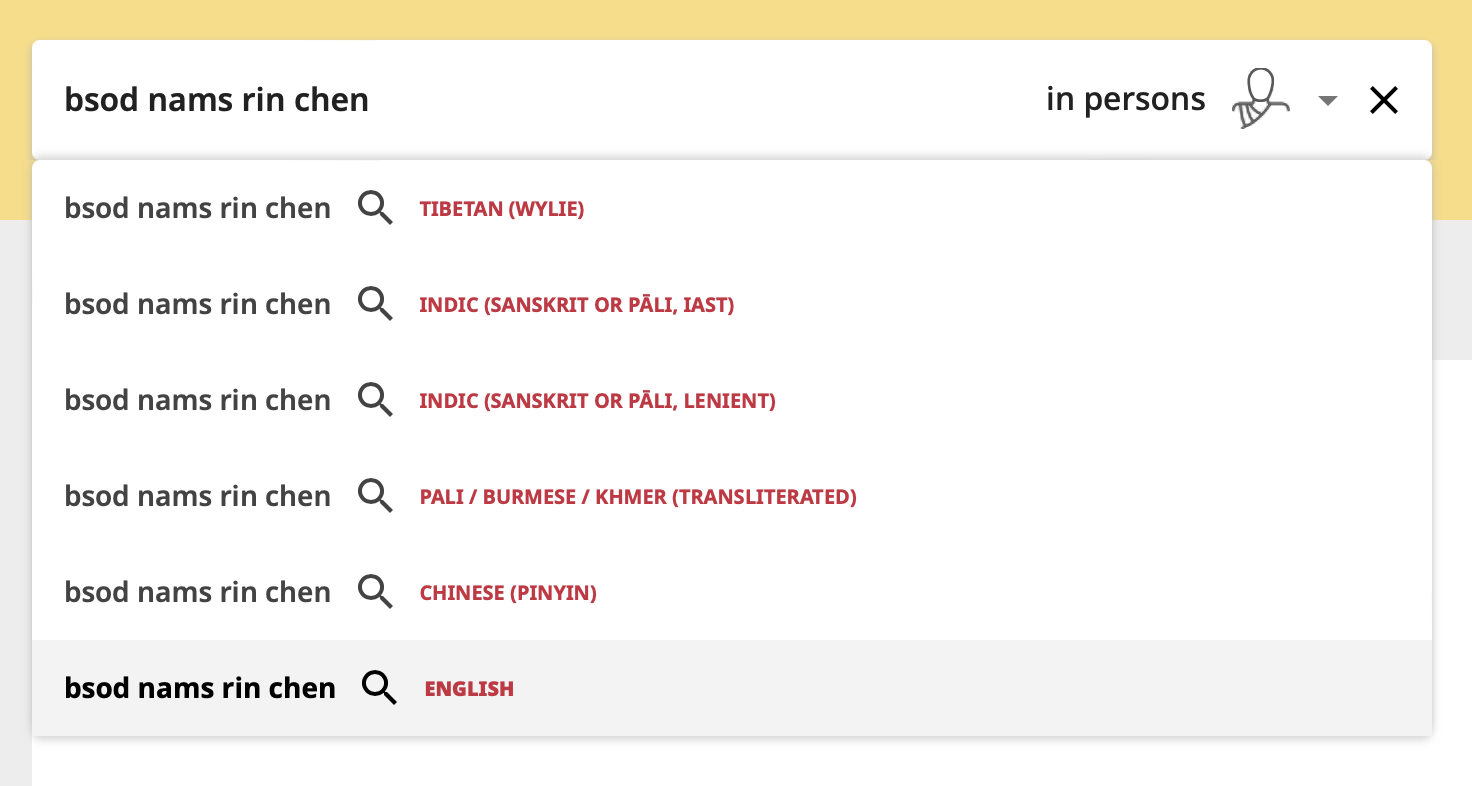 bsod nams rin chen in persons
bsod nams rin chen TIBETAN (WYLIE)
bsod nams rin chen INDIC (SANSKRIT OR PĀLI, IAST)
bsod nams rin chen INDIC (SANSKRIT OR PĀLI, LENIENT)
bsod nams rin chen PALI / BURMESE / KHMER (TRANSLITERATED)
bsod nams rin chen CHINESE (PINYIN)
bsod nams rin chen ENGLISH